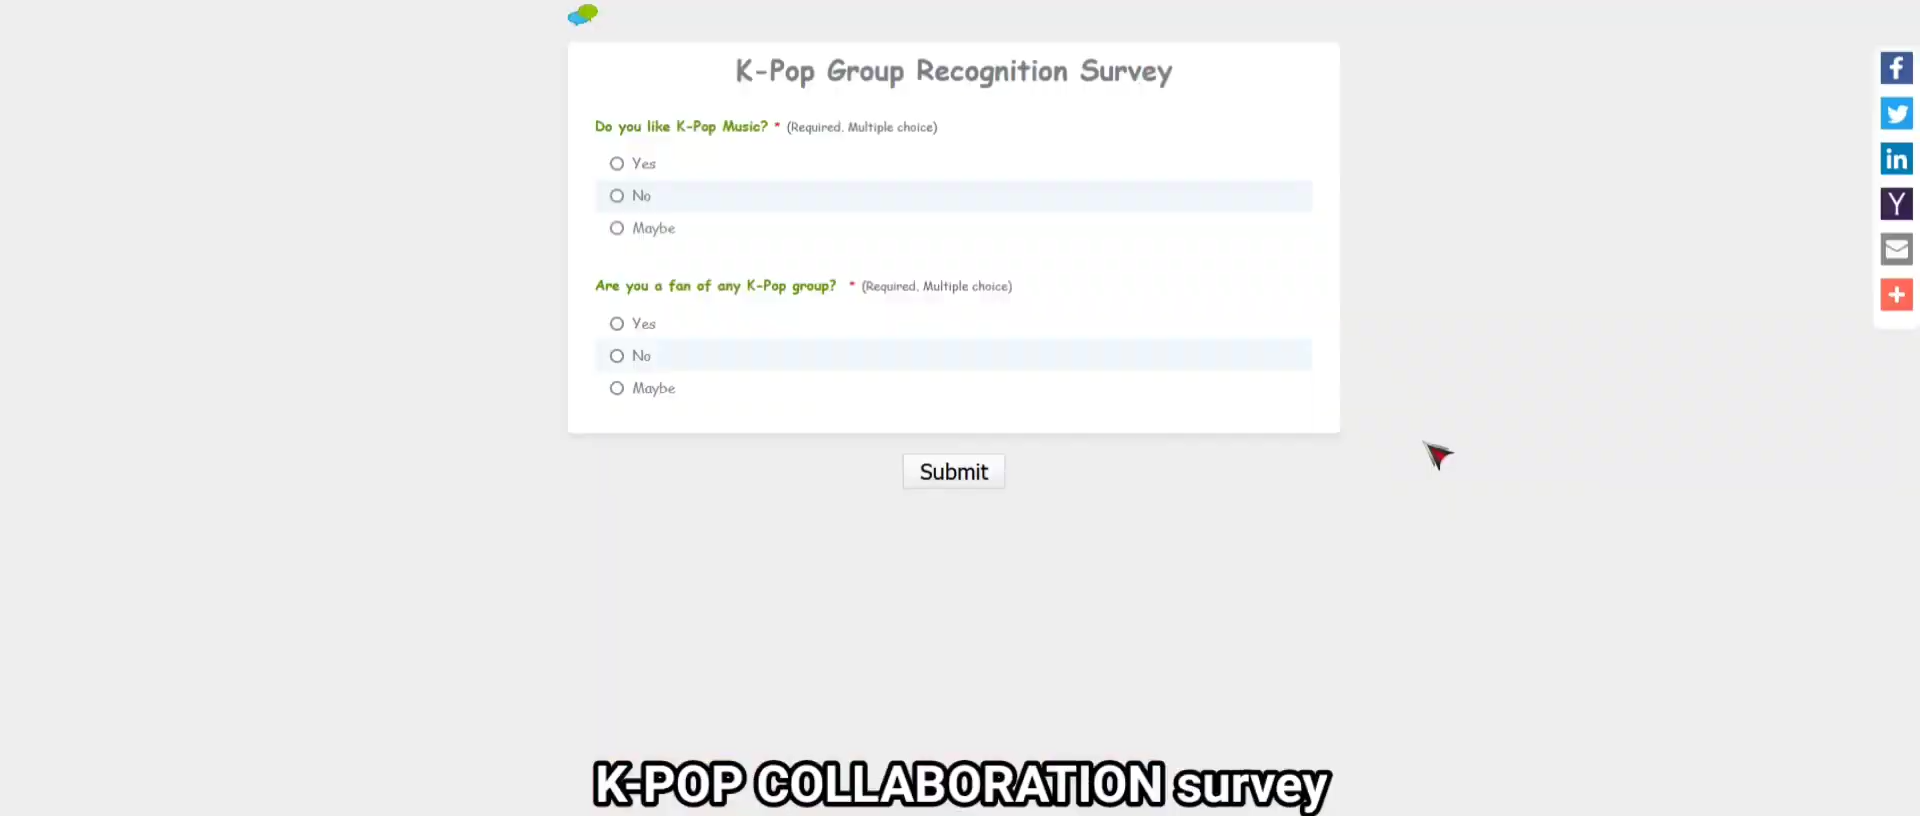 K-Pop Group Recognition Survey
Do you like K-Pop Music? * (Required, Multiple choice)
Yes
No
Maybe
Are you a fan of any K-Pop group? * (Required, Multiple choice)
Yes
No
Maybe
Submit
K-POP COLLABORATION survey